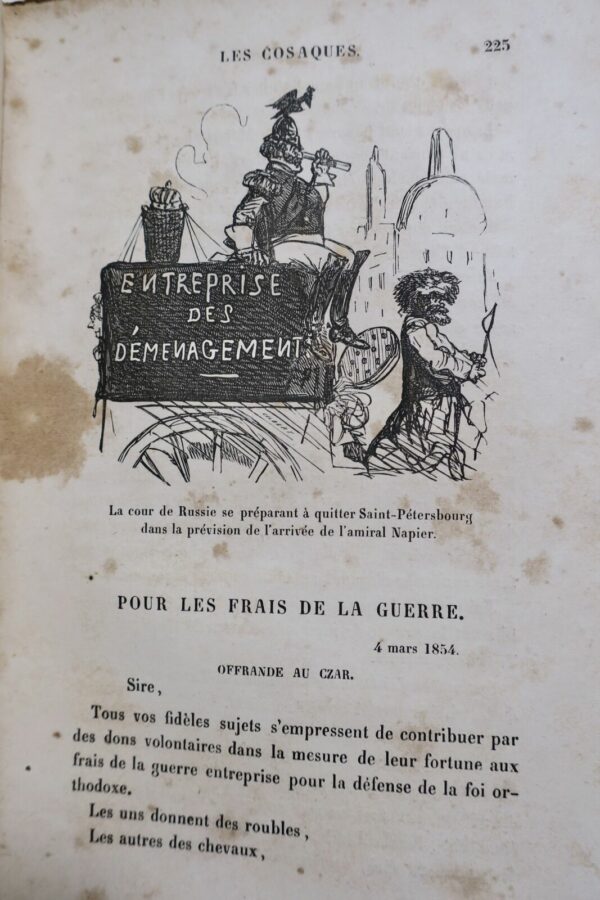 LES COSAQUES.
225
ENTREPRISE
DES
DÉMENAGEMENT
La cour de Russie se préparant à quitter Saint-Pétersbourg
dans la prévision de l'arrivée de l'amiral Napier.
POUR LES FRAIS DE LA GUERRE.
4 mars 1854.
OFFRANDE AU CZAR.
Sire,
Tous vos fidèles sujets s'empressent de contribuer par
des dons volontaires dans la mesure de leur fortune aux
frais de la guerre entreprise pour la défense de la foi or-
thodoxe.
Les uns donnent des roubles,
Les autres des chevaux,